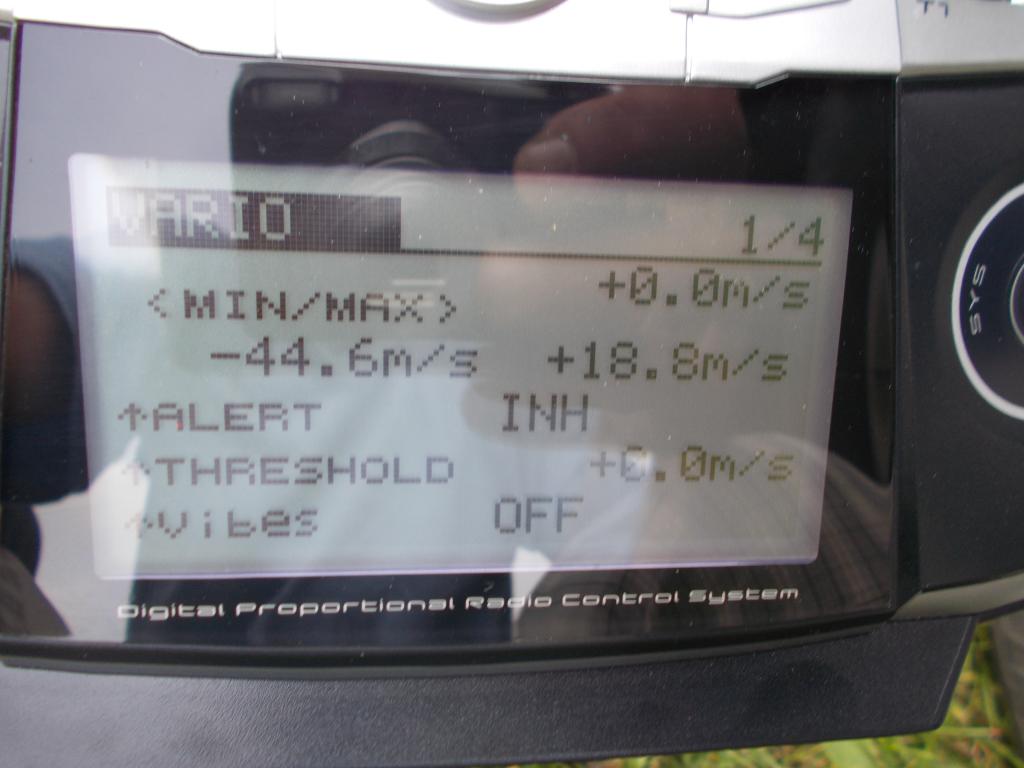 VARIO 1/4
<MIN/MAX> +0.0m/s
-44.6m/s +18.8m/s
↑ALERT INH
↑THRESHOLD +0.0m/s
↑Vibes OFF
Digital Proportional Radio Control System
SYS